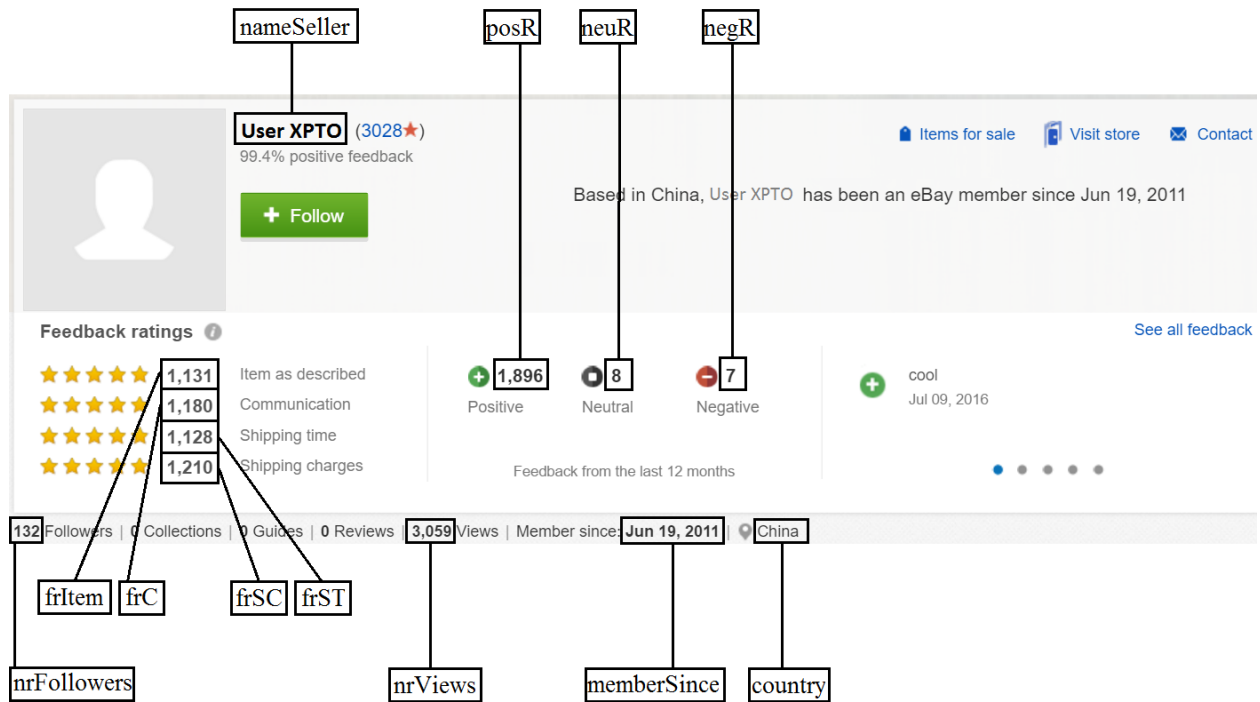 nameSeller posR neuR negR
User XPTO (3028★)
Items for sale Visit store Contact
99.4% positive feedback
Based in China, User XPTO has been an eBay member since Jun 19, 2011
+ Follow
Feedback ratings i
See all feedback
1,131 Item as described
1,180 Communication
1,128 Shipping time
1,210 Shipping charges
1,896 8 7
Positive Neutral Negative
Feedback from the last 12 months
cool
Jul 09, 2016
132 Followers | 0 Collections | 0 Guides | 0 Reviews | 3,059 Views | Member since: Jun 19, 2011 | China
frItem frC frSC frST
nrFollowers nrViews memberSince country